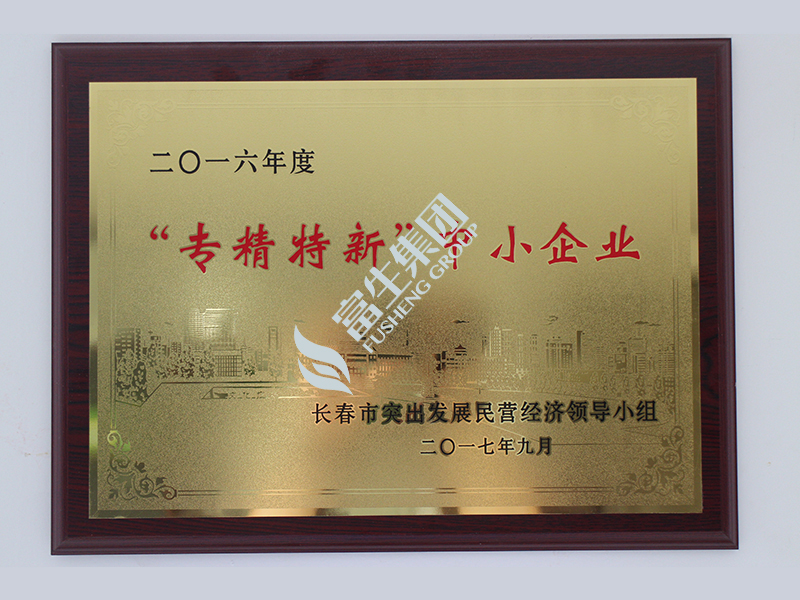 二〇一六年度
“专精特新”中小企业
富生集团
FUSHENG GROUP
长春市突出发展民营经济领导小组
二〇一七年九月